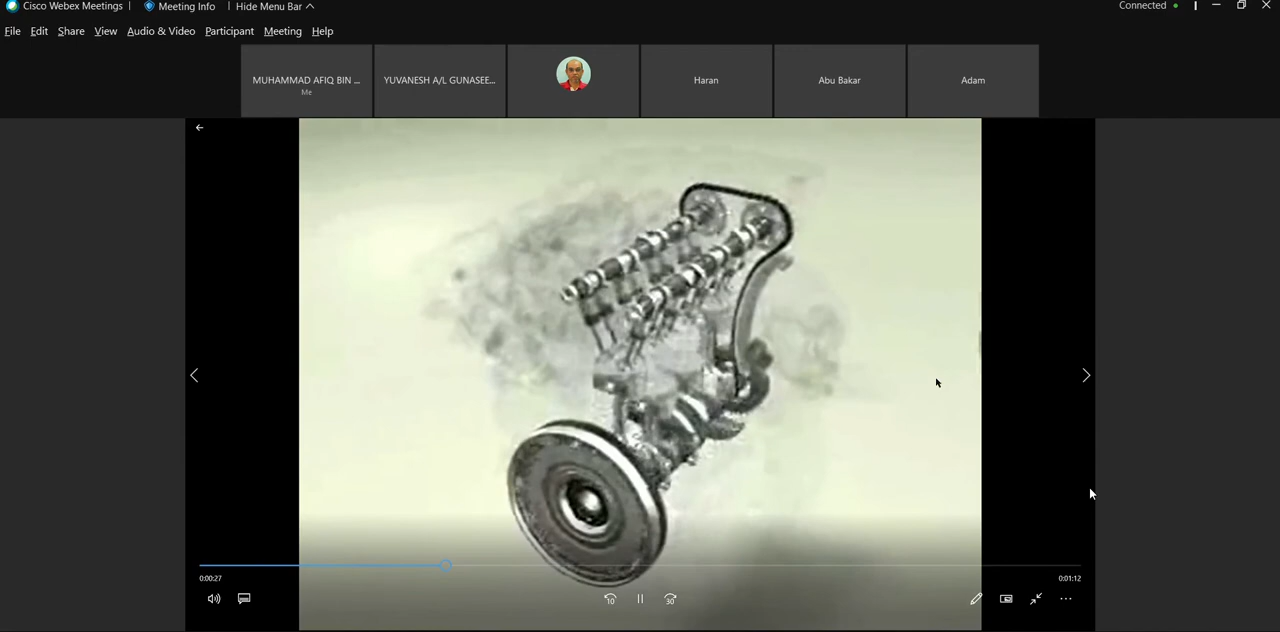 Cisco Webex Meetings
Meeting Info
Hide Menu Bar
Connected
File Edit Share View Audio & Video Participant Meeting Help
MUHAMMAD AFIQ BIN ...
Me
YUVANESH A/L GUNASEE...
Haran
Abu Bakar
Adam
0:00:27
0:01:12
10
30